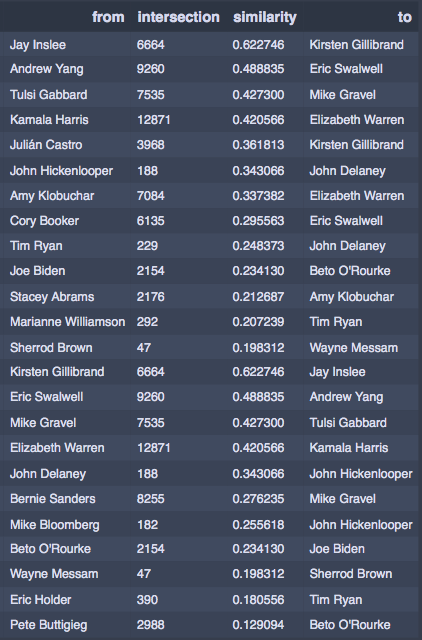 from intersection similarity to
Jay Inslee 6664 0.622746 Kirsten Gillibrand
Andrew Yang 9260 0.488835 Eric Swalwell
Tulsi Gabbard 7535 0.427300 Mike Gravel
Kamala Harris 12871 0.420566 Elizabeth Warren
Julián Castro 3968 0.361813 Kirsten Gillibrand
John Hickenlooper 188 0.343066 John Delaney
Amy Klobuchar 7084 0.337382 Elizabeth Warren
Cory Booker 6135 0.295563 Eric Swalwell
Tim Ryan 229 0.248373 John Delaney
Joe Biden 2154 0.234130 Beto O'Rourke
Stacey Abrams 2176 0.212687 Amy Klobuchar
Marianne Williamson 292 0.207239 Tim Ryan
Sherrod Brown 47 0.198312 Wayne Messam
Kirsten Gillibrand 6664 0.622746 Jay Inslee
Eric Swalwell 9260 0.488835 Andrew Yang
Mike Gravel 7535 0.427300 Tulsi Gabbard
Elizabeth Warren 12871 0.420566 Kamala Harris
John Delaney 188 0.343066 John Hickenlooper
Bernie Sanders 8255 0.276235 Mike Gravel
Mike Bloomberg 182 0.255618 John Hickenlooper
Beto O'Rourke 2154 0.234130 Joe Biden
Wayne Messam 47 0.198312 Sherrod Brown
Eric Holder 390 0.180556 Tim Ryan
Pete Buttigieg 2988 0.129094 Beto O'Rourke